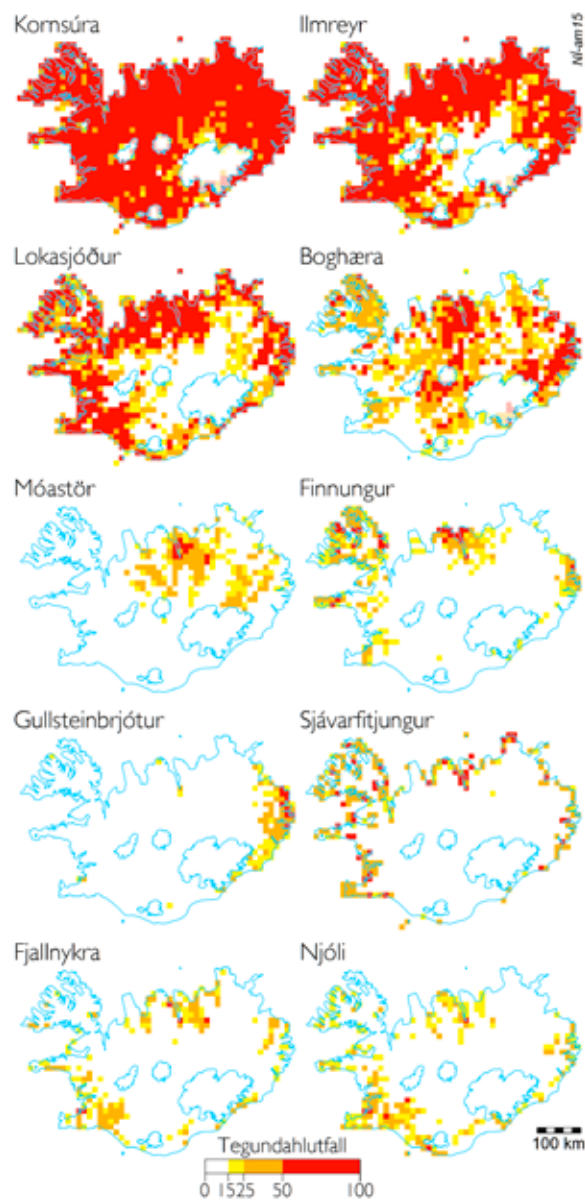 Kornsúra
Ilmreyr
NI-am15
Lokasjóður
Boghæra
Móastör
Finnungur
Gullsteinbrjótur
Sjávarfitjungur
Fjallnykra
Njóli
Tegundahlutfall
0 15 25 50 100
100 km